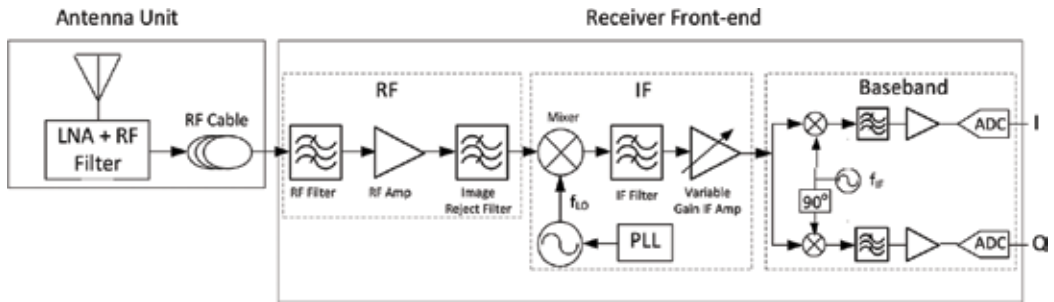 Antenna Unit
Receiver Front-end
LNA + RF
Filter
RF Cable
RF
RF Filter
RF Amp
Image
Reject Filter
IF
Mixer
f_LO
PLL
IF Filter
Variable
Gain IF Amp
Baseband
ADC
I
f_IF
90°
ADC
Q